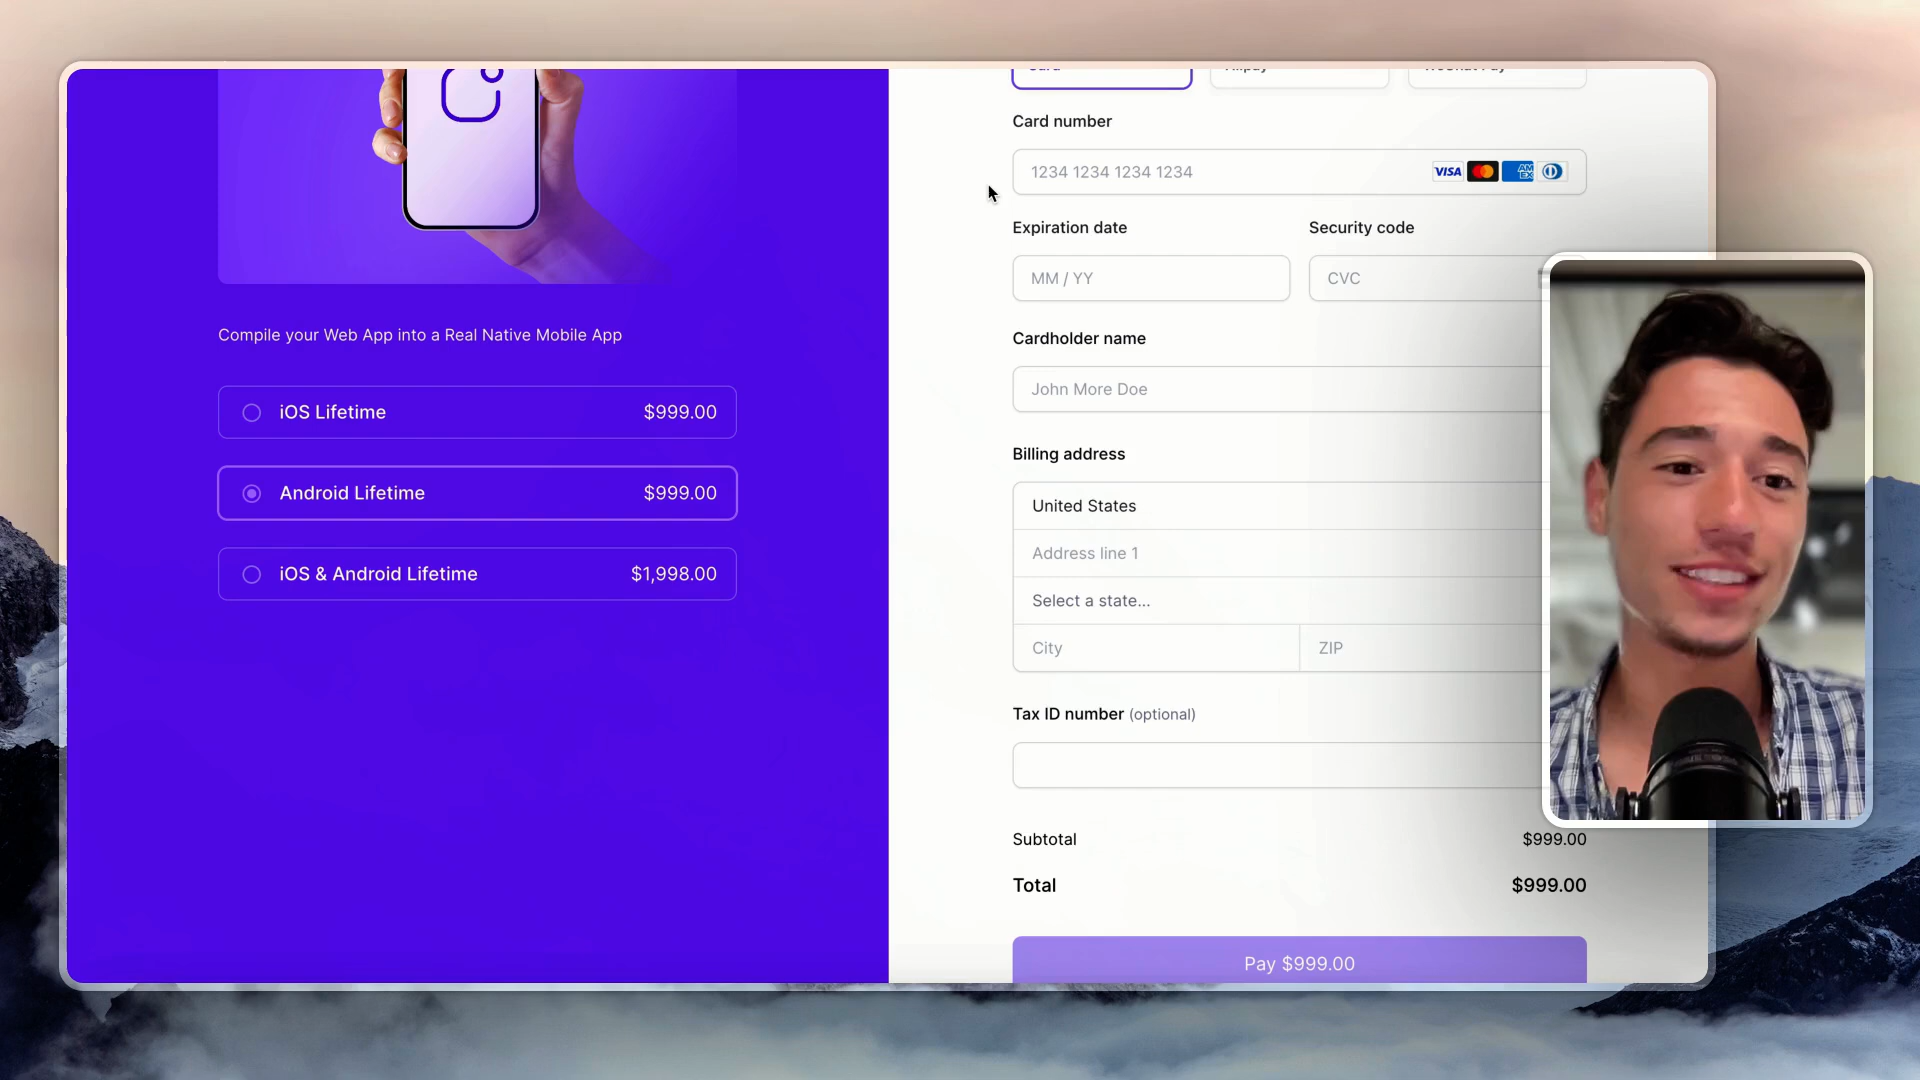 Card number
1234 1234 1234 1234
VISA
AM
EX
Expiration date
Security code
MM / YY
CVC
Compile your Web App into a Real Native Mobile App
Cardholder name
John More Doe
iOS Lifetime
$999.00
Android Lifetime
$999.00
iOS & Android Lifetime
$1,998.00
Billing address
United States
Address line 1
Select a state...
City
ZIP
Tax ID number (optional)
Subtotal
$999.00
Total
$999.00
Pay $999.00